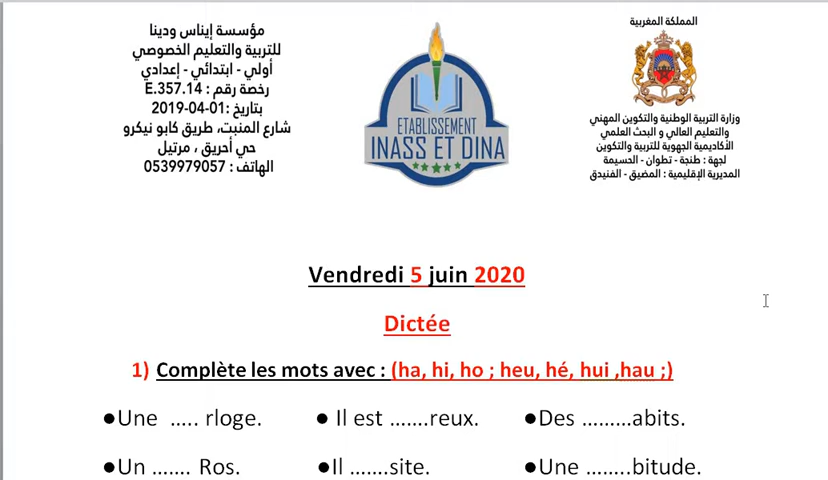 مؤسسة إيناس ودينا
للتربية والتعليم الخصوصي
أولي - ابتدائي - إعدادي
رخصة رقم : E.357.14
بتاريخ :01-04-2019
شارع المنبت، طريق كابو نيكرو
حي أحريق ، مرتيل
الهاتف : 0539979057
ETABLISSEMENT
INASS ET DINA
المملكة المغربية
وزارة التربية الوطنية والتكوين المهني
والتعليم العالي و البحث العلمي
الأكاديمية الجهوية للتربية والتكوين
لجهة : طنجة - تطوان - الحسيمة
المديرية الإقليمية : المضيق - الفنيدق
Vendredi 5 juin 2020
Dictée
1) Complète les mots avec : (ha, hi, ho ; heu, hé, hui ,hau ;)
●Une ..... rloge. ● Il est .......reux. ●Des .........abits.
●Un ....... Ros. ●Il .......site. ●Une ........bitude.